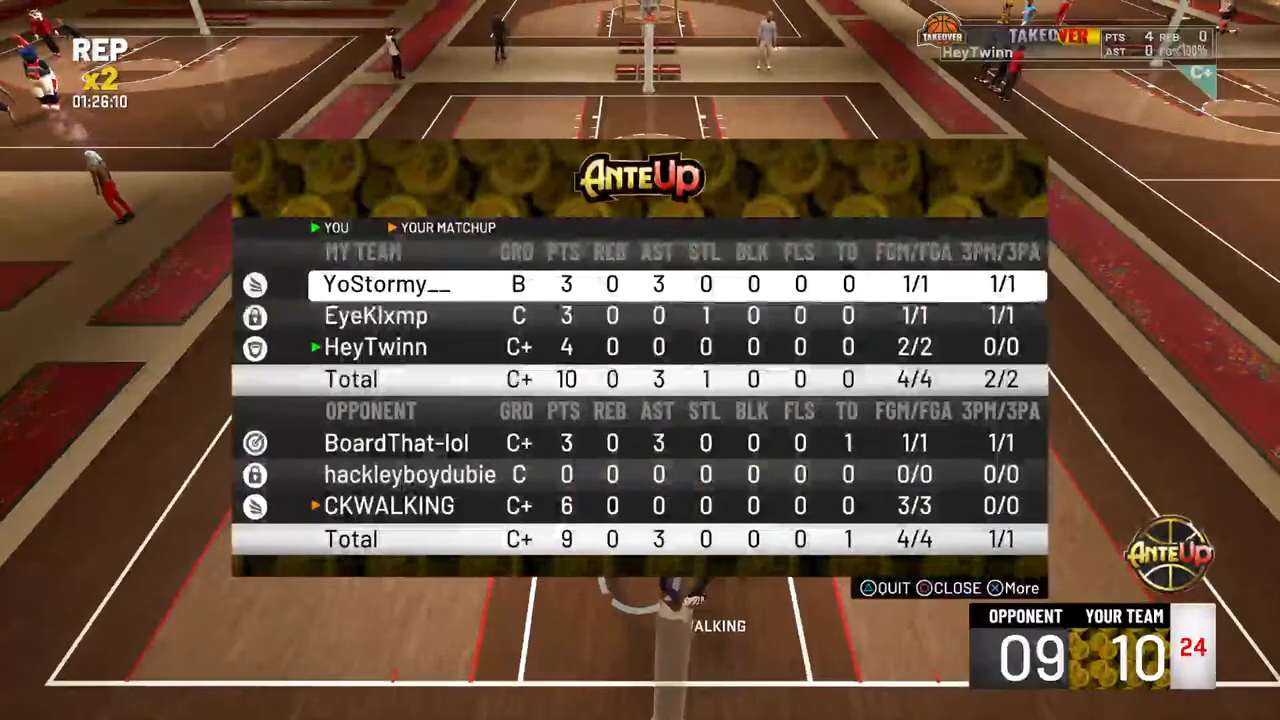 REP
x2
01:26:10
TAKEOVER TAKEOVER PTS 4 REB 0
HeyTwinn AST 0 FG% 100%
C+
ANTEUP
YOU YOUR MATCHUP
MY TEAM GRD PTS REB AST STL BLK FLS TO FGM/FGA 3PM/3PA
YoStormy__ B 3 0 3 0 0 0 0 1/1 1/1
EyeKlxmp C 3 0 0 1 0 0 0 1/1 1/1
HeyTwinn C+ 4 0 0 0 0 0 0 2/2 0/0
Total C+ 10 0 3 1 0 0 0 4/4 2/2
OPPONENT GRD PTS REB AST STL BLK FLS TO FGM/FGA 3PM/3PA
BoardThat-lol C+ 3 0 3 0 0 0 1 1/1 1/1
hackleyboydubie C 0 0 0 0 0 0 0 0/0 0/0
CKWALKING C+ 6 0 0 0 0 0 0 3/3 0/0
Total C+ 9 0 3 0 0 0 1 4/4 1/1
QUIT CLOSE More
ANTEUP
ALKING
OPPONENT YOUR TEAM
09 10 24